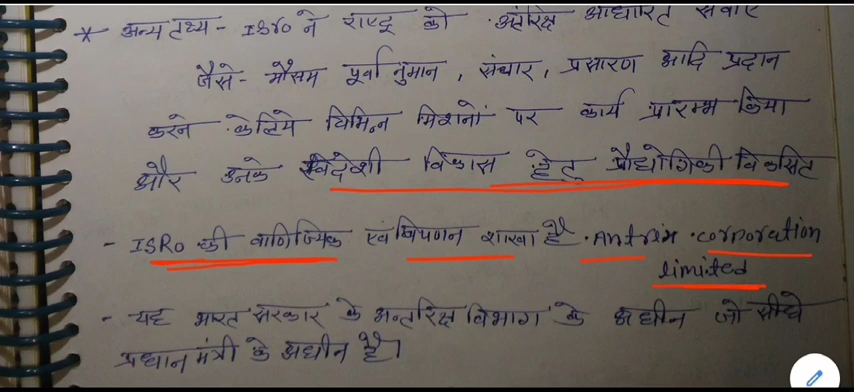 * अन्य तथ्य - ISRO ने राष्ट्र को अंतरिक्ष आधारित सेवाएं
जैसे - मौसम पूर्वानुमान, संचार, प्रसारण आदि प्रदान
करने के लिये विभिन्न मिशनों पर कार्य प्रारम्भ किया
और उनके स्वदेशी विकास हेतु प्रौद्योगिकी विकसित
- ISRO की वाणिज्यिक एवं विपणन शाखा है - Antrix corporation
limited
- यह भारत सरकार के अन्तरिक्ष विभाग के अधीन जो सीधे
प्रधानमंत्री के अधीन है।